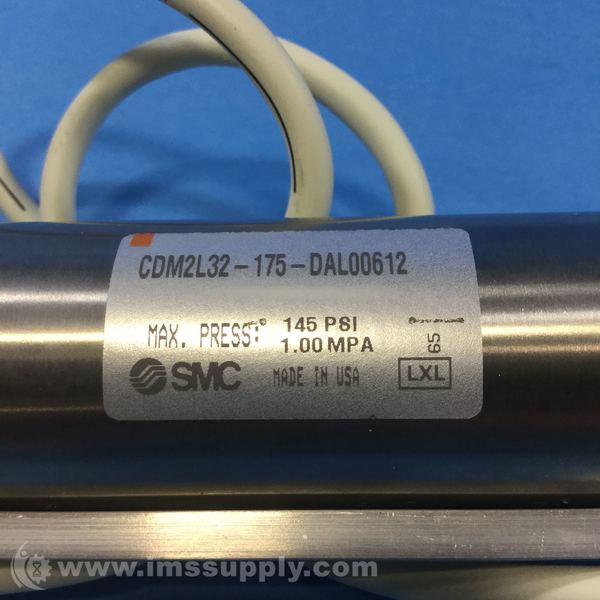 CDM2L32-175-DAL00612
MAX. PRESS: 145 PSI
1.00 MPA
65
SMC MADE IN USA LXL
www.imssupply.com